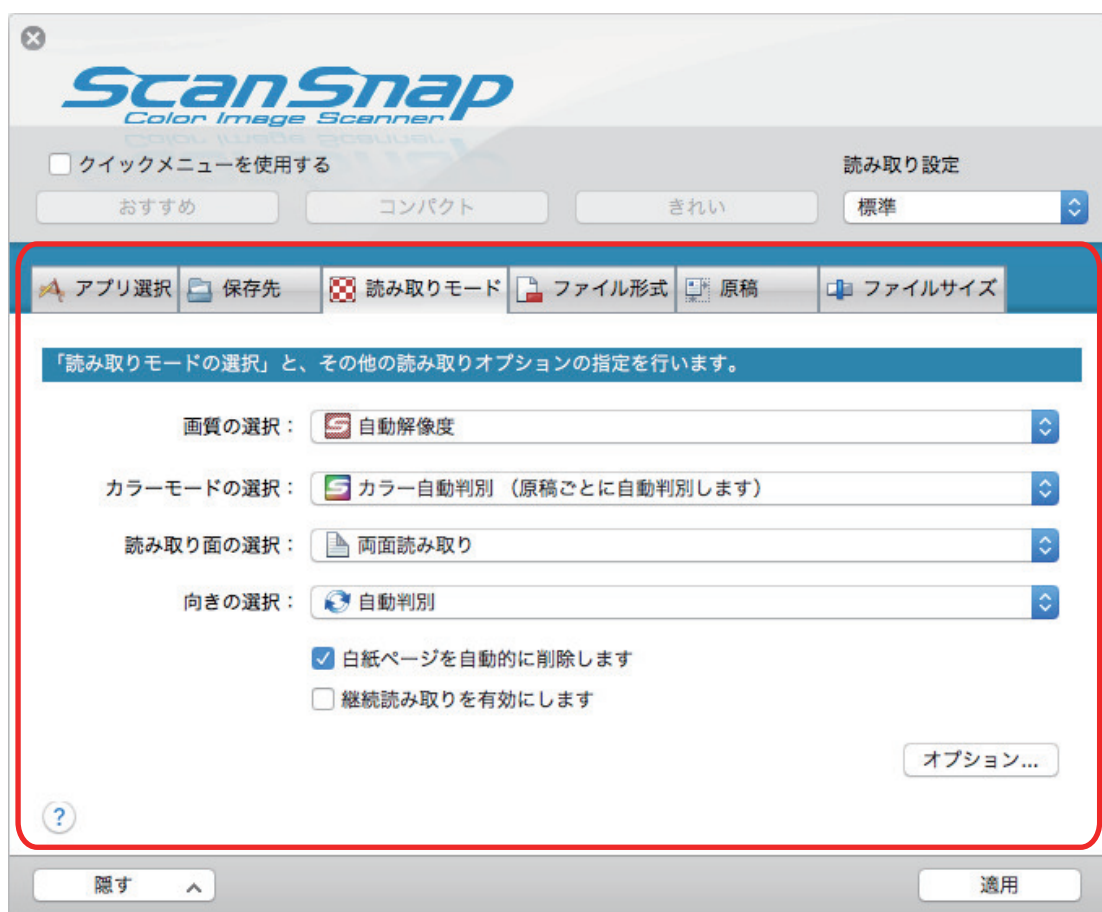 ScanSnap
Color Image Scanner
クイックメニューを使用する
読み取り設定
おすすめ コンパクト きれい 標準
アプリ選択 保存先 読み取りモード ファイル形式 原稿 ファイルサイズ
「読み取りモードの選択」と、その他の読み取りオプションの指定を行います。
画質の選択： 自動解像度
カラーモードの選択： カラー自動判別 （原稿ごとに自動判別します）
読み取り面の選択： 両面読み取り
向きの選択： 自動判別
白紙ページを自動的に削除します
継続読み取りを有効にします
オプション...
?
隠す 適用